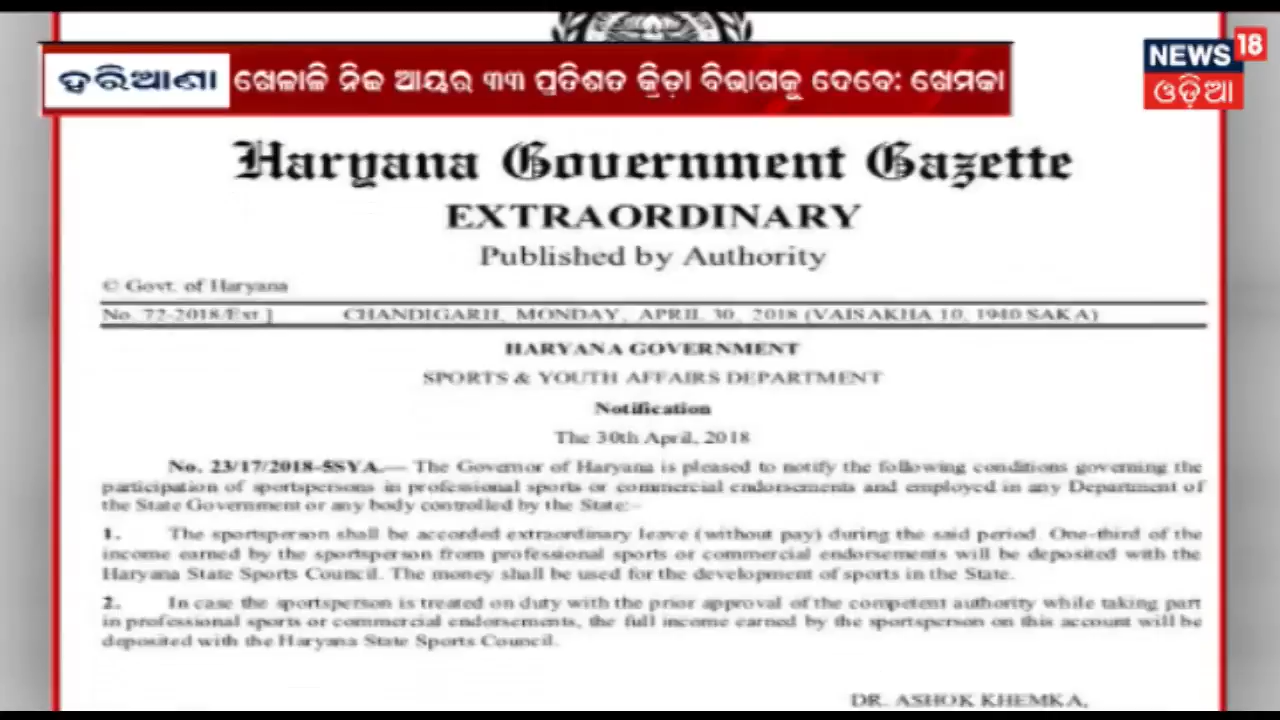 ହରିଆଣା
ଖେଳାଳି ନିଜ ଆୟର ୩୩ ପ୍ରତିଶତ କ୍ରିଡ଼ା ବିଭାଗକୁ ଦେବେ: ଖେମକା
NEWS 18
ଓଡ଼ିଆ
Haryana Government Gazette
EXTRAORDINARY
Published by Authority
© Govt. of Haryana
No. 72-2018/Ext ] CHANDIGARH, MONDAY, APRIL 30, 2018 (VAISAKHA 10, 1940 SAKA)
HARYANA GOVERNMENT
SPORTS & YOUTH AFFAIRS DEPARTMENT
Notification
The 30th April, 2018
No. 23/17/2018-5SYA.— The Governor of Haryana is pleased to notify the following conditions governing the
participation of sportspersons in professional sports or commercial endorsements and employed in any Department of
the State Government or any body controlled by the State:-
1. The sportsperson shall be accorded extraordinary leave (without pay) during the said period. One-third of the
income earned by the sportsperson from professional sports or commercial endorsements will be deposited with the
Haryana State Sports Council. The money shall be used for the development of sports in the State.
2. In case the sportsperson is treated on duty with the prior approval of the competent authority while taking part
in professional sports or commercial endorsements, the full income earned by the sportsperson on this account will be
deposited with the Haryana State Sports Council.
DR. ASHOK KHEMKA,